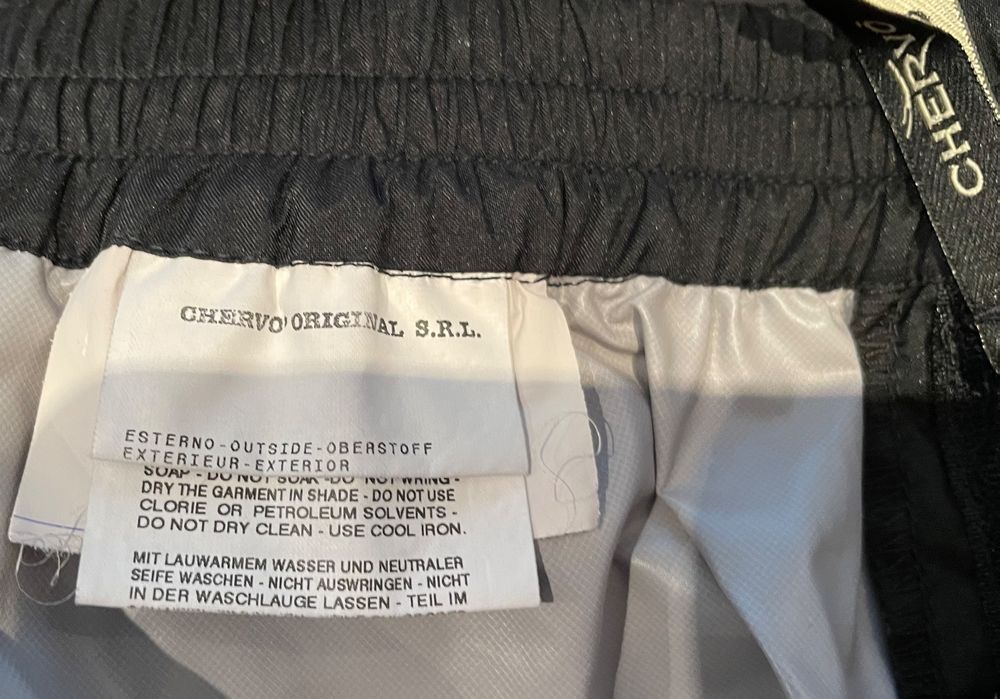 CHERVO'
CHERVO' ORIGINAL S.R.L.
ESTERNO-OUTSIDE-OBERSTOFF
EXTERIEUR-EXTERIOR
SOAP - DO NOT SOAK -DO NOT WRING -
DRY THE GARMENT IN SHADE - DO NOT USE
CLORIE OR PETROLEUM SOLVENTS -
DO NOT DRY CLEAN - USE COOL IRON.
MIT LAUWARMEM WASSER UND NEUTRALER
SEIFE WASCHEN - NICHT AUSWRINGEN - NICHT
IN DER WASCHLAUGE LASSEN - TEIL IM